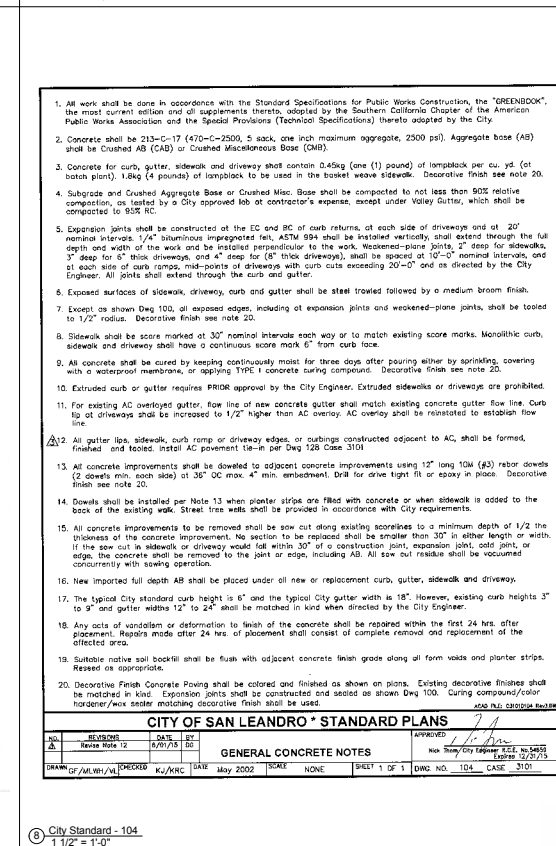 1. All work shall be done in accordance with the Standard Specifications for Public Works Construction, the "GREENBOOK",
the most current edition and all supplements thereto, adopted by the Southern California Chapter of the American
Public Works Association and the Special Provisions (Technical Specifications) thereto adopted by the City.
2. Concrete shall be 213-C-17 (470-C-2500, 5 sack, one inch maximum aggregate, 2500 psi). Aggregate base (AB)
shall be Crushed AB (CAB) or Crushed Miscellaneous Base (CMB).
3. Concrete for curb, gutter, sidewalk and driveway shall contain 0.45kg (one (1) pound) of lampblack per cu. yd. (at
batch plant). 1.8kg (4 pounds) of lampblack to be used in the basket weave sidewalk. Decorative finish see note 20.
4. Subgrade and Crushed Aggregate Base or Crushed Misc. Base shall be compacted to not less than 90% relative
compaction, as tested by a City approved lab at contractor's expense, except under Valley Gutter, which shall be
compacted to 95% RC.
5. Expansion joints shall be constructed at the EC and BC of curb returns, at each side of driveways and at 20'
nominal intervals. 1/4" bituminous impregnated felt, ASTM 994 shall be installed vertically, shall extend through the full
depth and width of the work and be installed perpendicular to the work. Weakened-plane joints, 2" deep for sidewalks,
3" deep for 6" thick driveways, and 4" deep for (8" thick driveways), shall be spaced at 10'-0" nominal intervals, and
at each side of curb ramps, mid-points of driveways with curb cuts exceeding 20'-0" and as directed by the City
Engineer. All joints shall extend through the curb and gutter.
6. Exposed surfaces of sidewalk, driveway, curb and gutter shall be steel trowled followed by a medium broom finish.
7. Except as shown Dwg 100, all exposed edges, including at expansion joints and weakened-plane joints, shall be tooled
to 1/2" radius. Decorative finish see note 20.
8. Sidewalk shall be score marked at 30" nominal intervals each way or to match existing score marks. Monolithic curb,
sidewalk and driveway shall have a continuous score mark 6" from curb face.
9. All concrete shall be cured by keeping continuously moist for three days after pouring either by sprinkling, covering
with a waterproof membrane, or applying TYPE I concrete curing compound. Decorative finish see note 20.
10. Extruded curb or gutter requires PRIOR approval by the City Engineer. Extruded sidewalks or driveways are prohibited.
11. For existing AC overlayed gutter, flow line of new concrete gutter shall match existing concrete gutter flow line. Curb
lip at driveways shall be increased to 1/2" higher than AC overlay. AC overlay shall be reinstated to establish flow
line.
12. All gutter lips, sidewalk, curb ramp or driveway edges, or curbings constructed adjacent to AC, shall be formed,
finished and tooled. Install AC pavement tie-in per Dwg 128 Case 3101
13. All concrete improvements shall be doweled to adjacent concrete improvements using 12" long 10M (#3) rebar dowels
(2 dowels min. each side) at 36" OC max. 4" min. embedment. Drill for drive tight fit or epoxy in place. Decorative
finish see note 20.
14. Dowels shall be installed per Note 13 when planter strips are filled with concrete or when sidewalk is added to the
back of the existing walk. Street tree wells shall be provided in accordance with City requirements.
15. All concrete improvements to be removed shall be saw cut along existing scorelines to a minimum depth of 1/2 the
thickness of the concrete improvement. No section to be replaced shall be smaller than 30" in either length or width.
If the saw cut in sidewalk or driveway would fall within 30" of a construction joint, expansion joint, cold joint, or
edge, the concrete shall be removed to the joint or edge, including AB. All saw cut residue shall be vacuumed
concurrently with sawing operation.
16. New imported full depth AB shall be placed under all new or replacement curb, gutter, sidewalk and driveway.
17. The typical City standard curb height is 6" and the typical City gutter width is 18". However, existing curb heights 3"
to 9" and gutter widths 12" to 24" shall be matched in kind when directed by the City Engineer.
18. Any acts of vandalism or deformation to finish of the concrete shall be repaired within the first 24 hrs. after
placement. Repairs made after 24 hrs. of placement shall consist of complete removal and replacement of the
affected area.
19. Suitable native soil backfill shall be flush with adjacent concrete finish grade along all form voids and planter strips.
Reseed as appropriate.
20. Decorative Finish Concrete Paving shall be colored and finished as shown on plans. Existing decorative finishes shall
be matched in kind. Expansion joints shall be constructed and sealed as shown Dwg 100. Curing compound/color
hardener/wax sealer matching decorative finish shall be used.
ACAD FILE: C3101D104 Rev3.DWG
CITY OF SAN LEANDRO * STANDARD PLANS
NO. REVISIONS DATE BY
Revise Note 12 6/01/15 DC
GENERAL CONCRETE NOTES
APPROVED
Nick Thom/City Engineer R.C.E. No.54659
Expires 12/31/15
DRAWN GF/MLWH/VL CHECKED KJ/KRC DATE May 2002 SCALE NONE SHEET 1 OF 1 DWG. NO. 104 CASE 3101
8 City Standard - 104
1 1/2" = 1'-0"